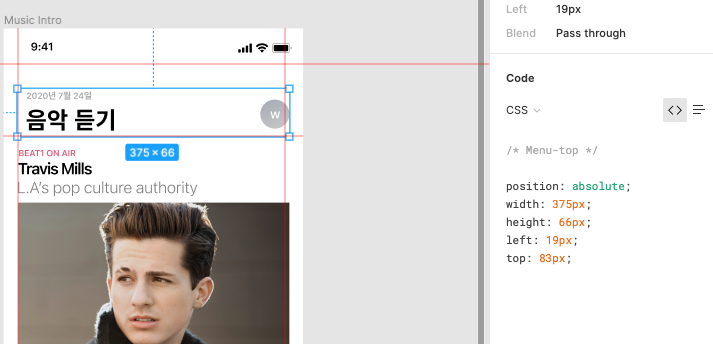 Music Intro
9:41
2020년 7월 24일
음악 듣기
W
BEAT1 ON AIR
375 × 66
Travis Mills
L.A's pop culture authority
Left 19px
Blend Pass through
Code
CSS
/* Menu-top */
position: absolute;
width: 375px;
height: 66px;
left: 19px;
top: 83px;